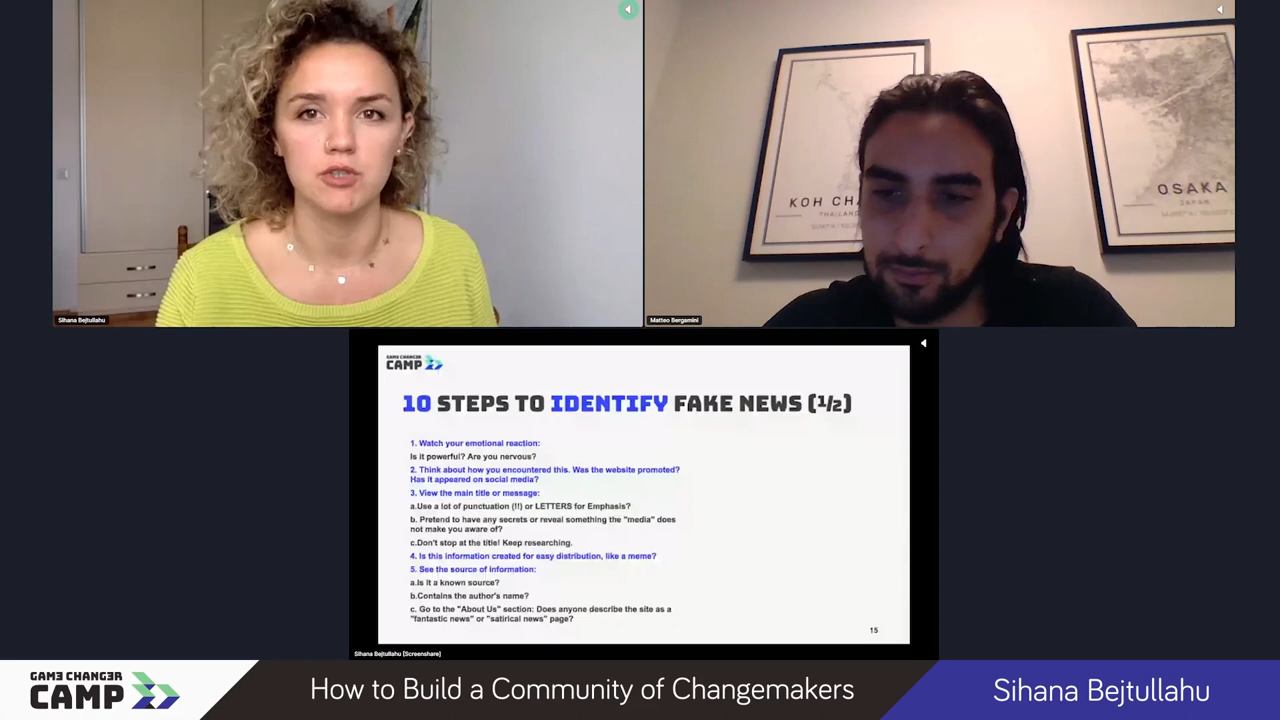 KOH CHA
THAILAND
OSAKA
JAPAN
Sihana Bejtullahu
Matteo Bergamini
GAME CHANGER
CAMP
10 STEPS TO IDENTIFY FAKE NEWS (1/2)
1. Watch your emotional reaction:
Is it powerful? Are you nervous?
2. Think about how you encountered this. Was the website promoted?
Has it appeared on social media?
3. View the main title or message:
a.Use a lot of punctuation (!!) or LETTERS for Emphasis?
b. Pretend to have any secrets or reveal something the "media" does
not make you aware of?
c.Don't stop at the title! Keep researching.
4. Is this information created for easy distribution, like a meme?
5. See the source of information:
a.Is it a known source?
b.Contains the author's name?
c. Go to the "About Us" section: Does anyone describe the site as a
"fantastic news" or "satirical news" page?
15
Sihana Bejtullahu [Screenshare]
GAME CHANGER
CAMP
How to Build a Community of Changemakers
Sihana Bejtullahu